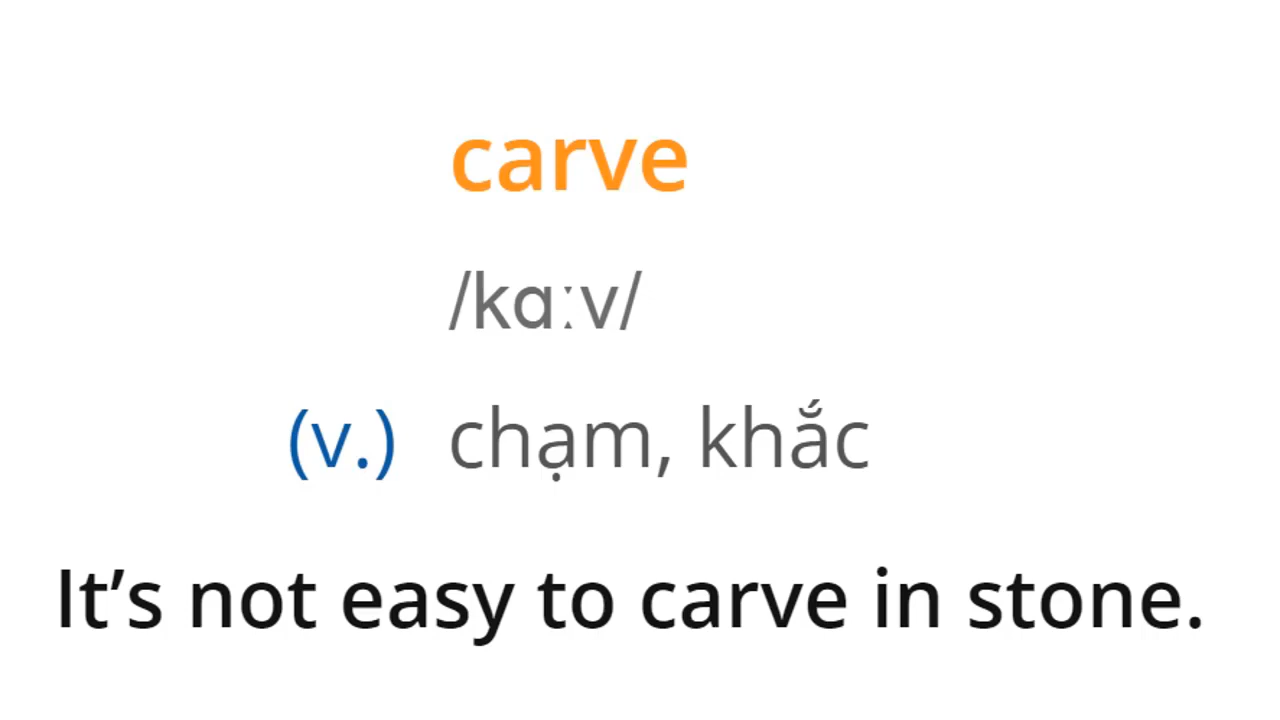 carve
/kɑːv/
(v.) chạm, khắc
It’s not easy to carve in stone.